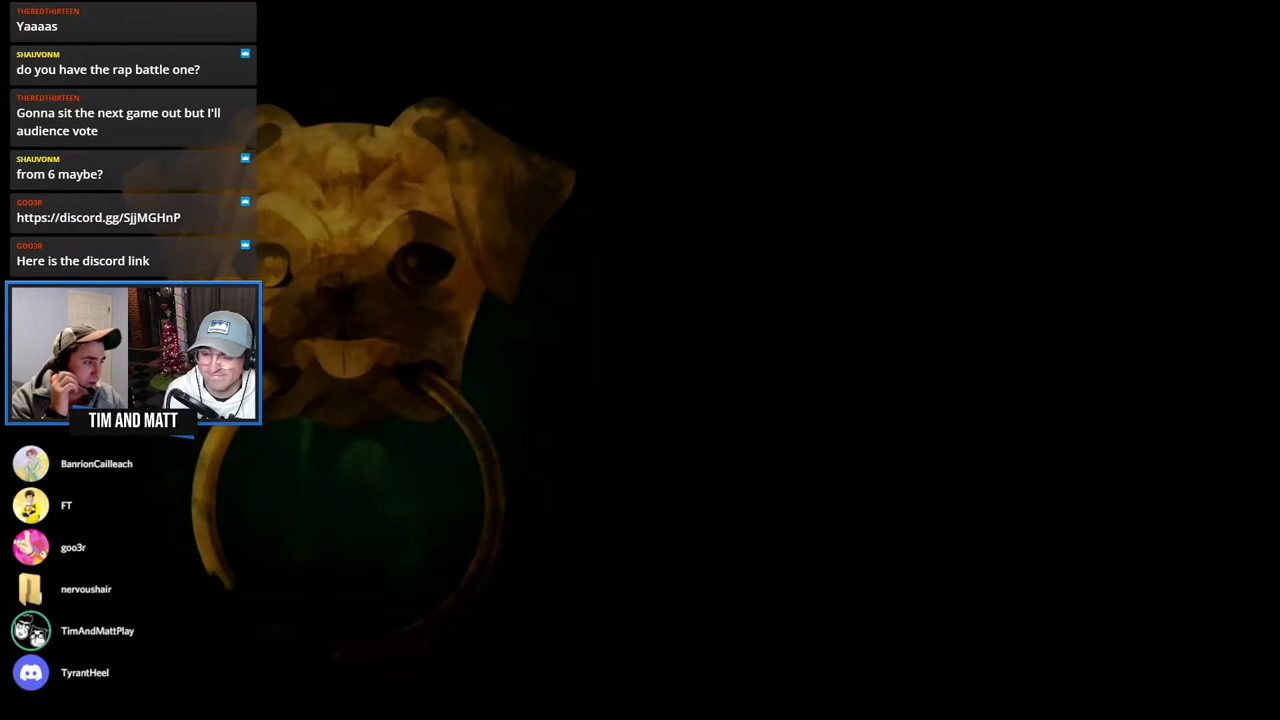 THEREDTHIRTEEN
Yaaaas
SHAUVONM
do you have the rap battle one?
THEREDTHIRTEEN
Gonna sit the next game out but I'll
audience vote
SHAUVONM
from 6 maybe?
GOO3R
https://discord.gg/SjjMGHnP
GOO3R
Here is the discord link
TIM AND MATT
BanrionCailleach
FT
goo3r
nervoushair
TimAndMattPlay
TyrantHeel